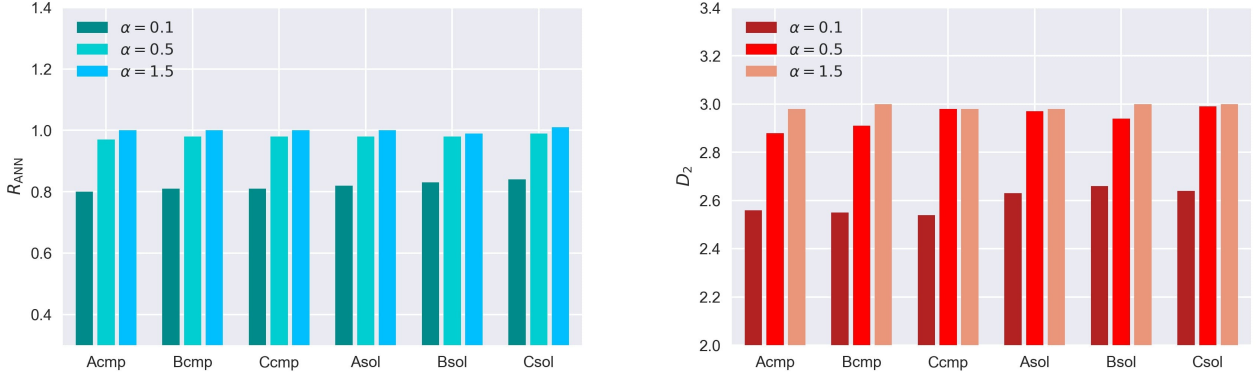 1.4
1.2
1.0
0.8
0.6
0.4
R_ANN
α = 0.1
α = 0.5
α = 1.5
Acmp Bcmp Ccmp Asol Bsol Csol
3.4
3.2
3.0
2.8
2.6
2.4
2.2
2.0
D_2
α = 0.1
α = 0.5
α = 1.5
Acmp Bcmp Ccmp Asol Bsol Csol